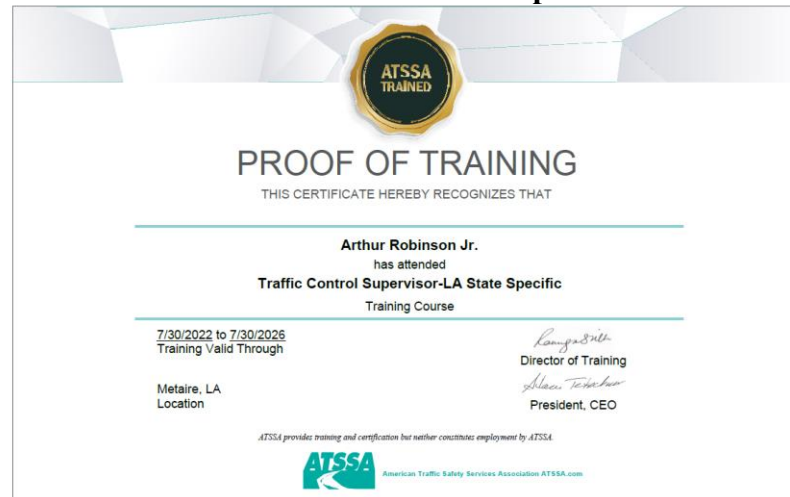 ATSSA
TRAINED
PROOF OF TRAINING
THIS CERTIFICATE HEREBY RECOGNIZES THAT
Arthur Robinson Jr.
has attended
Traffic Control Supervisor-LA State Specific
Training Course
7/30/2022 to 7/30/2026
Training Valid Through
Director of Training
Metaire, LA
Location
President, CEO
ATSSA provides training and certification but neither constitutes employment by ATSSA.
ATSSA
American Traffic Safety Services Association ATSSA.com